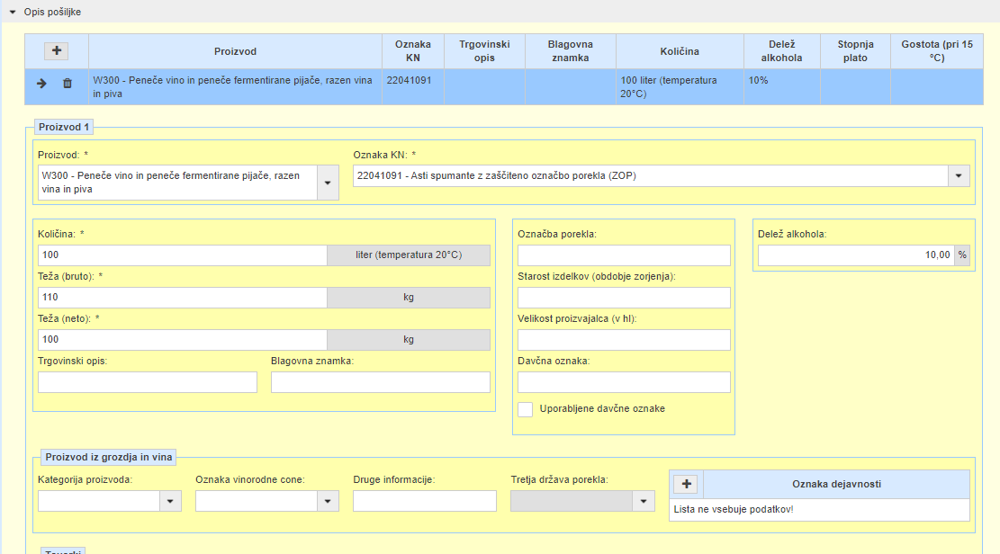 Opis pošiljke
Proizvod
Oznaka KN
Trgovinski opis
Blagovna znamka
Količina
Delež alkohola
Stopnja plato
Gostota (pri 15 °C)
W300 - Peneče vino in peneče fermentirane pijače, razen vina
in piva
22041091
100 liter (temperatura
20°C)
10%
Proizvod 1
Proizvod: *
Oznaka KN: *
W300 - Peneče vino in peneče fermentirane pijače, razen
vina in piva
22041091 - Asti spumante z zaščiteno označbo porekla (ZOP)
Količina: *
100 liter (temperatura 20°C)
Teža (bruto): *
110 kg
Teža (neto): *
100 kg
Trgovinski opis:
Blagovna znamka:
Označba porekla:
Starost izdelkov (obdobje zorjenja):
Velikost proizvajalca (v hl):
Davčna oznaka:
Uporabljene davčne oznake
Delež alkohola:
10,00 %
Proizvod iz grozdja in vina
Kategorija proizvoda:
Oznaka vinorodne cone:
Druge informacije:
Tretja država porekla:
Oznaka dejavnosti
Lista ne vsebuje podatkov!